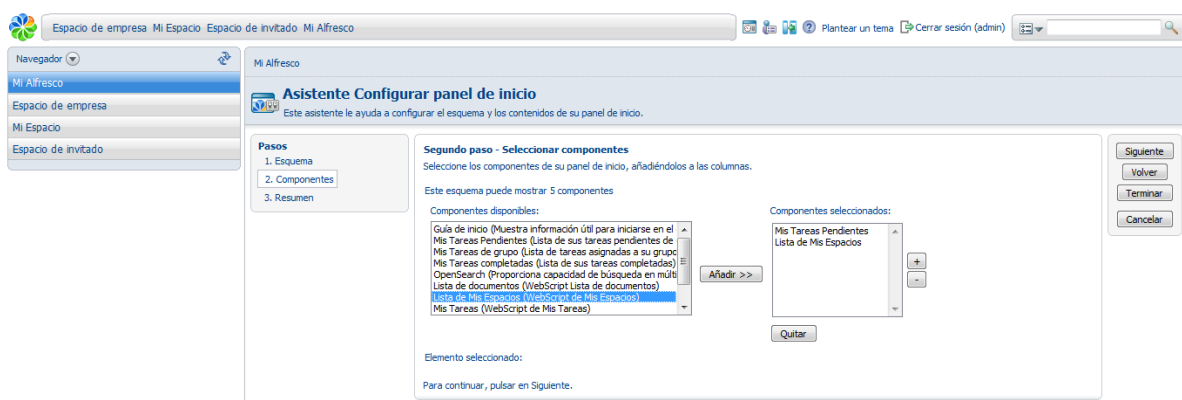 Espacio de empresa Mi Espacio Espacio de invitado Mi Alfresco
Plantear un tema Cerrar sesión (admin)
Navegador
Mi Alfresco
Espacio de empresa
Mi Espacio
Espacio de invitado
Mi Alfresco
Asistente Configurar panel de inicio
Este asistente le ayuda a configurar el esquema y los contenidos de su panel de inicio.
Pasos
1. Esquema
2. Componentes
3. Resumen
Segundo paso - Seleccionar componentes
Seleccione los componentes de su panel de inicio, añadiéndolos a las columnas.
Este esquema puede mostrar 5 componentes
Componentes disponibles:
Guía de inicio (Muestra información útil para iniciarse en el
Mis Tareas Pendientes (Lista de sus tareas pendientes de
Mis Tareas de grupo (Lista de tareas asignadas a su grupo
Mis Tareas completadas (Lista de sus tareas completadas)
OpenSearch (Proporciona capacidad de búsqueda en múlti
Lista de documentos (WebScript Lista de documentos)
Lista de Mis Espacios (WebScript de Mis Espacios)
Mis Tareas (WebScript de Mis Tareas)
Añadir >>
Componentes seleccionados:
Mis Tareas Pendientes
Lista de Mis Espacios
+
-
Quitar
Elemento seleccionado:
Para continuar, pulsar en Siguiente.
Siguiente
Volver
Terminar
Cancelar